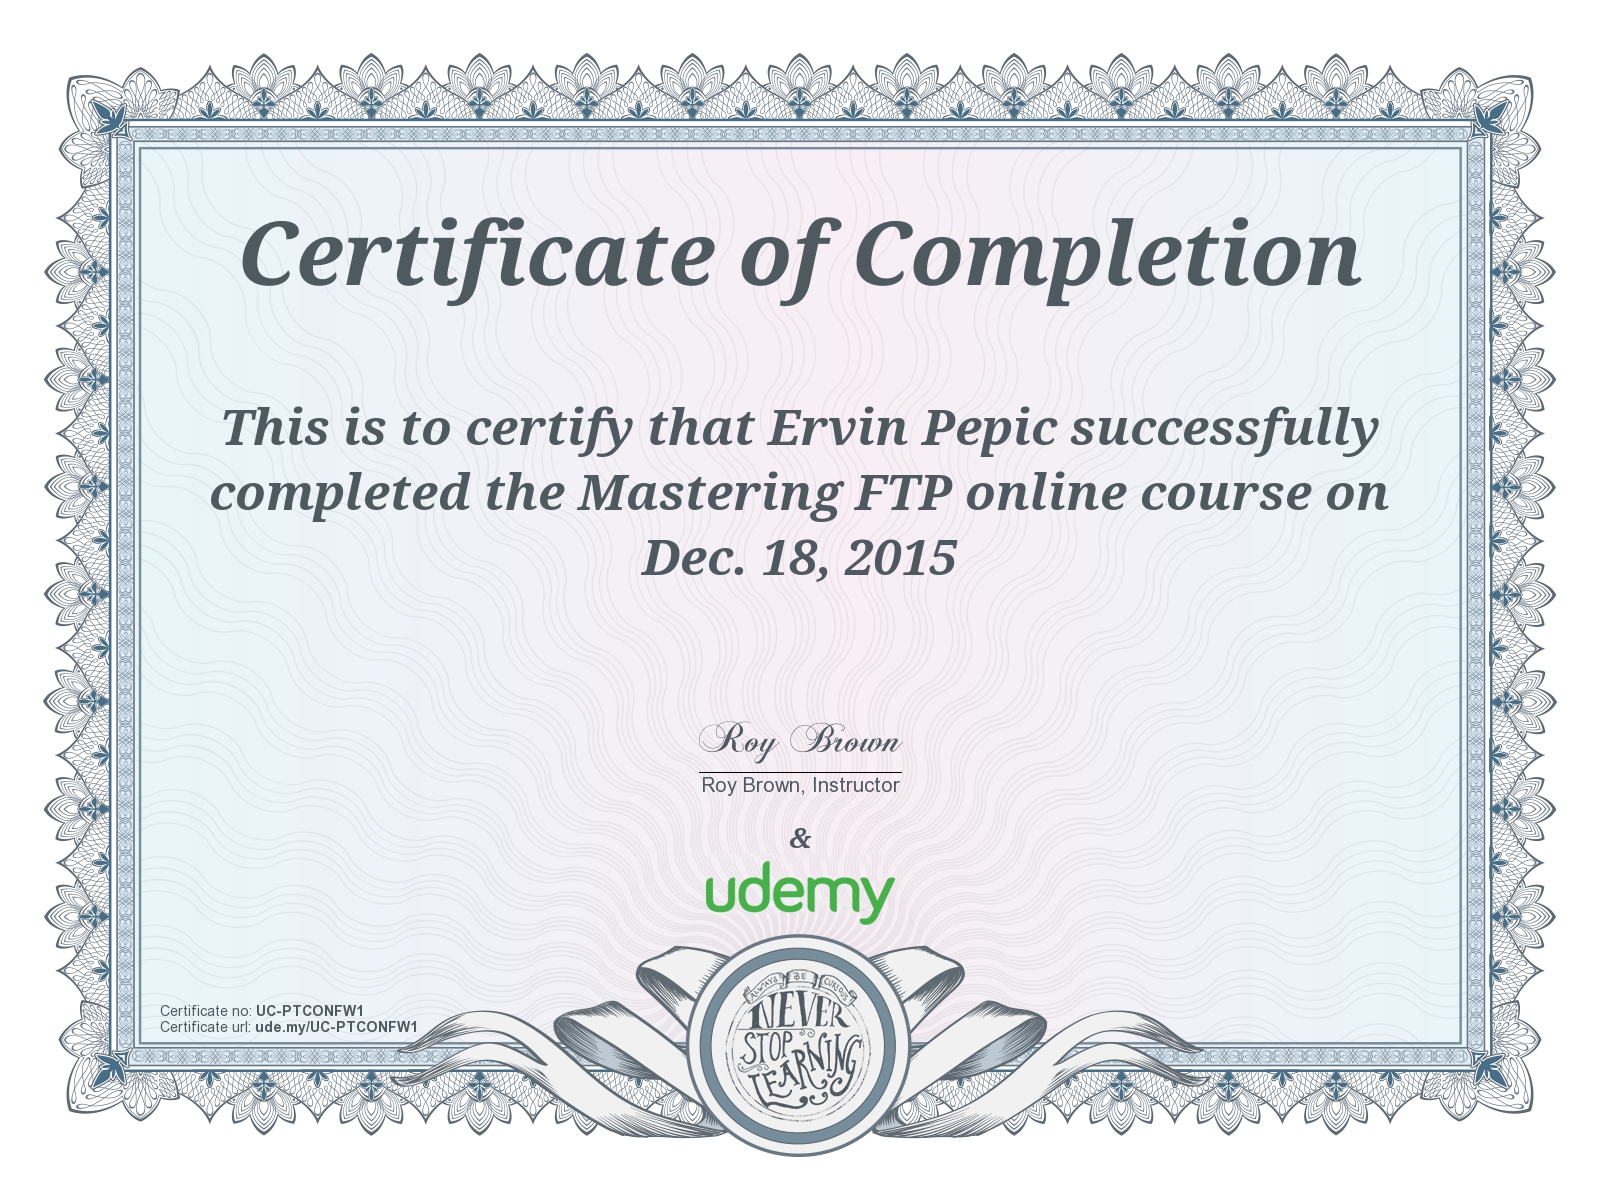 Certificate of Completion
This is to certify that Ervin Pepic successfully
completed the Mastering FTP online course on
Dec. 18, 2015
Roy Brown
Roy Brown, Instructor
&
udemy
ALWAYS BE CURIOUS
NEVER
STOP
LEARNING
Certificate no: UC-PTCONFW1
Certificate url: ude.my/UC-PTCONFW1